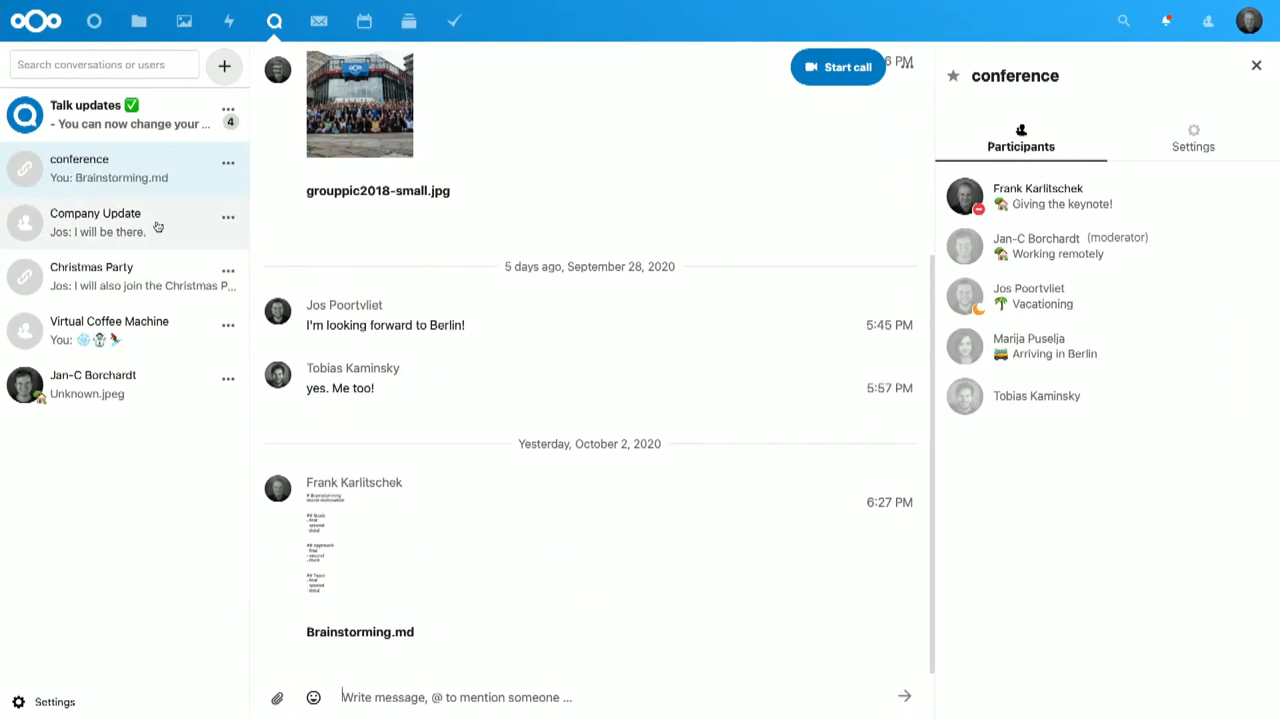 Search conversations or users
Talk updates ✅
- You can now change your ...
4
conference
You: Brainstorming.md
Company Update
Jos: I will be there.
Christmas Party
Jos: I will also join the Christmas P...
Virtual Coffee Machine
You: ❄️☃️🏂
Jan-C Borchardt
Unknown.jpeg
Settings
Start call
6 PM
grouppic2018-small.jpg
5 days ago, September 28, 2020
Jos Poortvliet
I'm looking forward to Berlin!
5:45 PM
Tobias Kaminsky
yes. Me too!
5:57 PM
Yesterday, October 2, 2020
Frank Karlitschek
6:27 PM
# Brainstorming
Brainstorming.md
Write message, @ to mention someone ...
conference
Participants
Settings
Frank Karlitschek
🏡 Giving the keynote!
Jan-C Borchardt (moderator)
🏡 Working remotely
Jos Poortvliet
🌴 Vacationing
Marija Puselja
🚎 Arriving in Berlin
Tobias Kaminsky